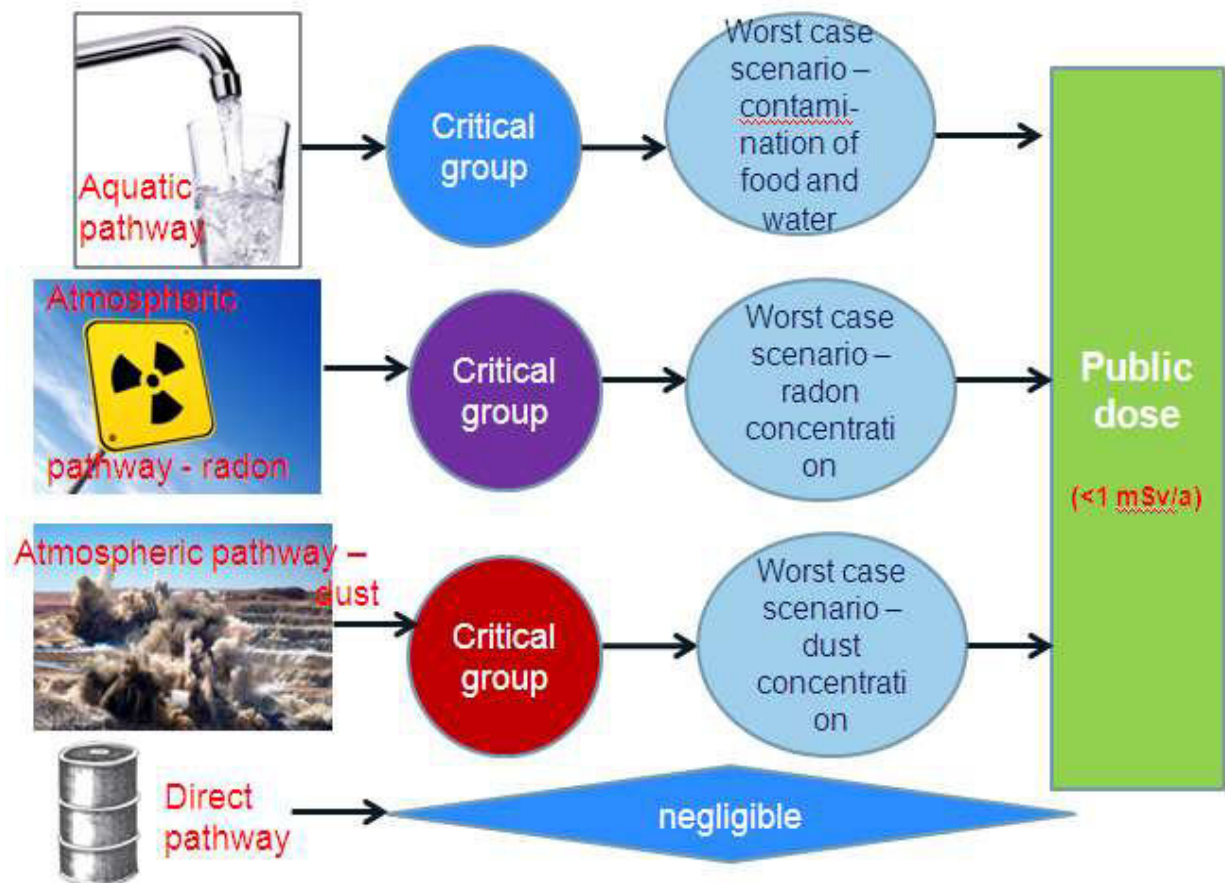 Aquatic
pathway
Critical
group
Worst case
scenario –
contami-
nation of
food and
water
Atmospheric
pathway - radon
Critical
group
Worst case
scenario –
radon
concentrati
on
Public
dose
(<1 mSv/a)
Atmospheric pathway –
dust
Critical
group
Worst case
scenario –
dust
concentrati
on
Direct
pathway
negligible